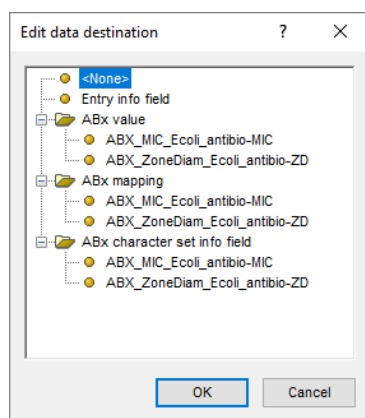 Edit data destination ? ×
<None>
Entry info field
ABx value
ABX_MIC_Ecoli_antibio-MIC
ABX_ZoneDiam_Ecoli_antibio-ZD
ABx mapping
ABX_MIC_Ecoli_antibio-MIC
ABX_ZoneDiam_Ecoli_antibio-ZD
ABx character set info field
ABX_MIC_Ecoli_antibio-MIC
ABX_ZoneDiam_Ecoli_antibio-ZD
OK Cancel